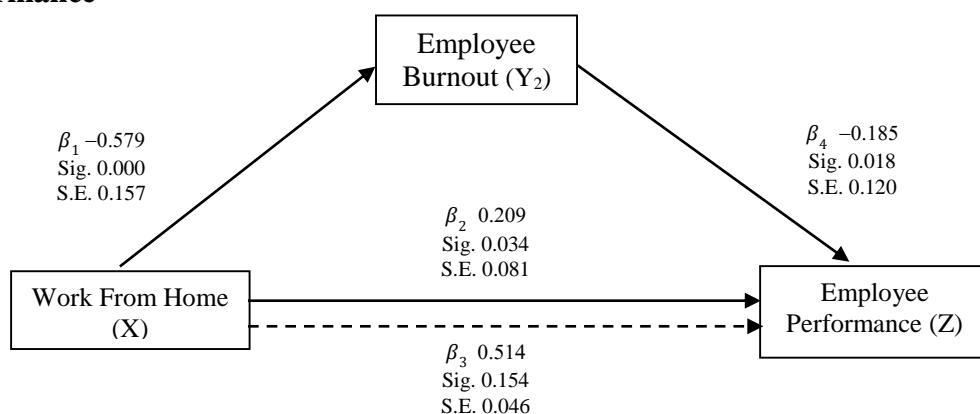 Employee
Burnout (Y₂)
β₁ −0.579
Sig. 0.000
S.E. 0.157
β₄ −0.185
Sig. 0.018
S.E. 0.120
β₂ 0.209
Sig. 0.034
S.E. 0.081
Work From Home
(X)
Employee
Performance (Z)
β₃ 0.514
Sig. 0.154
S.E. 0.046